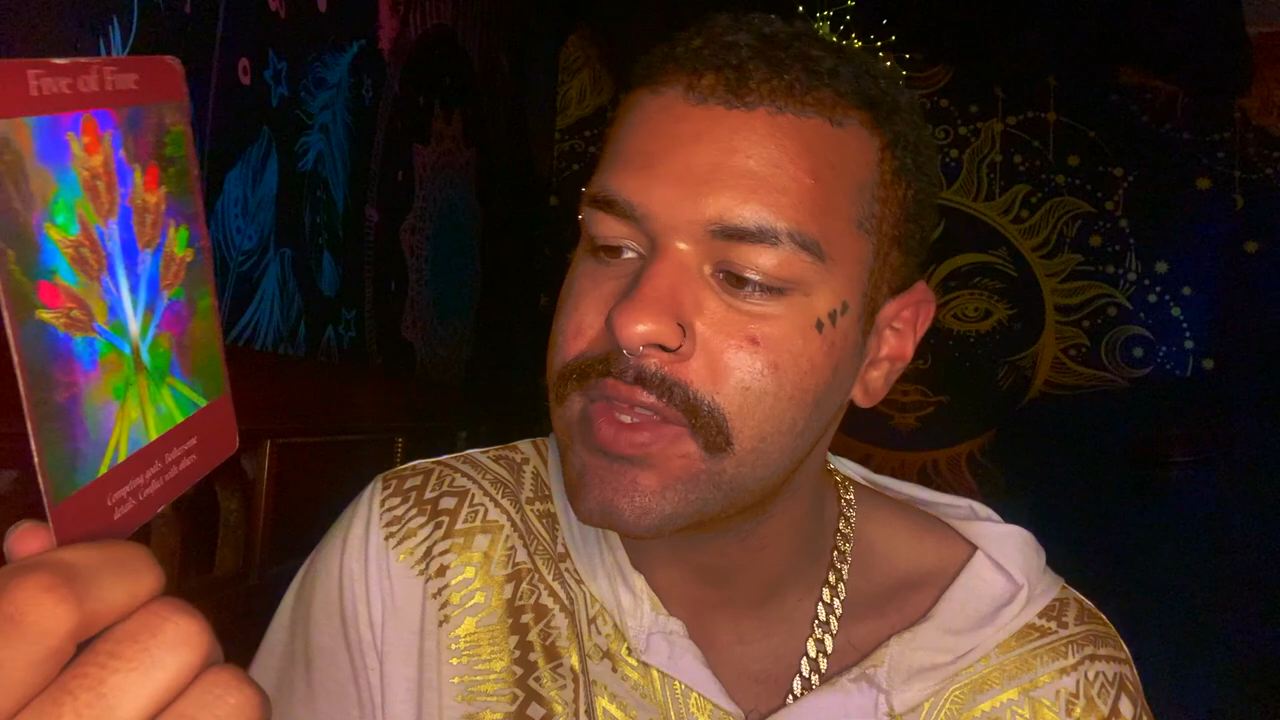 Five of Fire
Competing goals. Bothersome
details. Conflict with others.